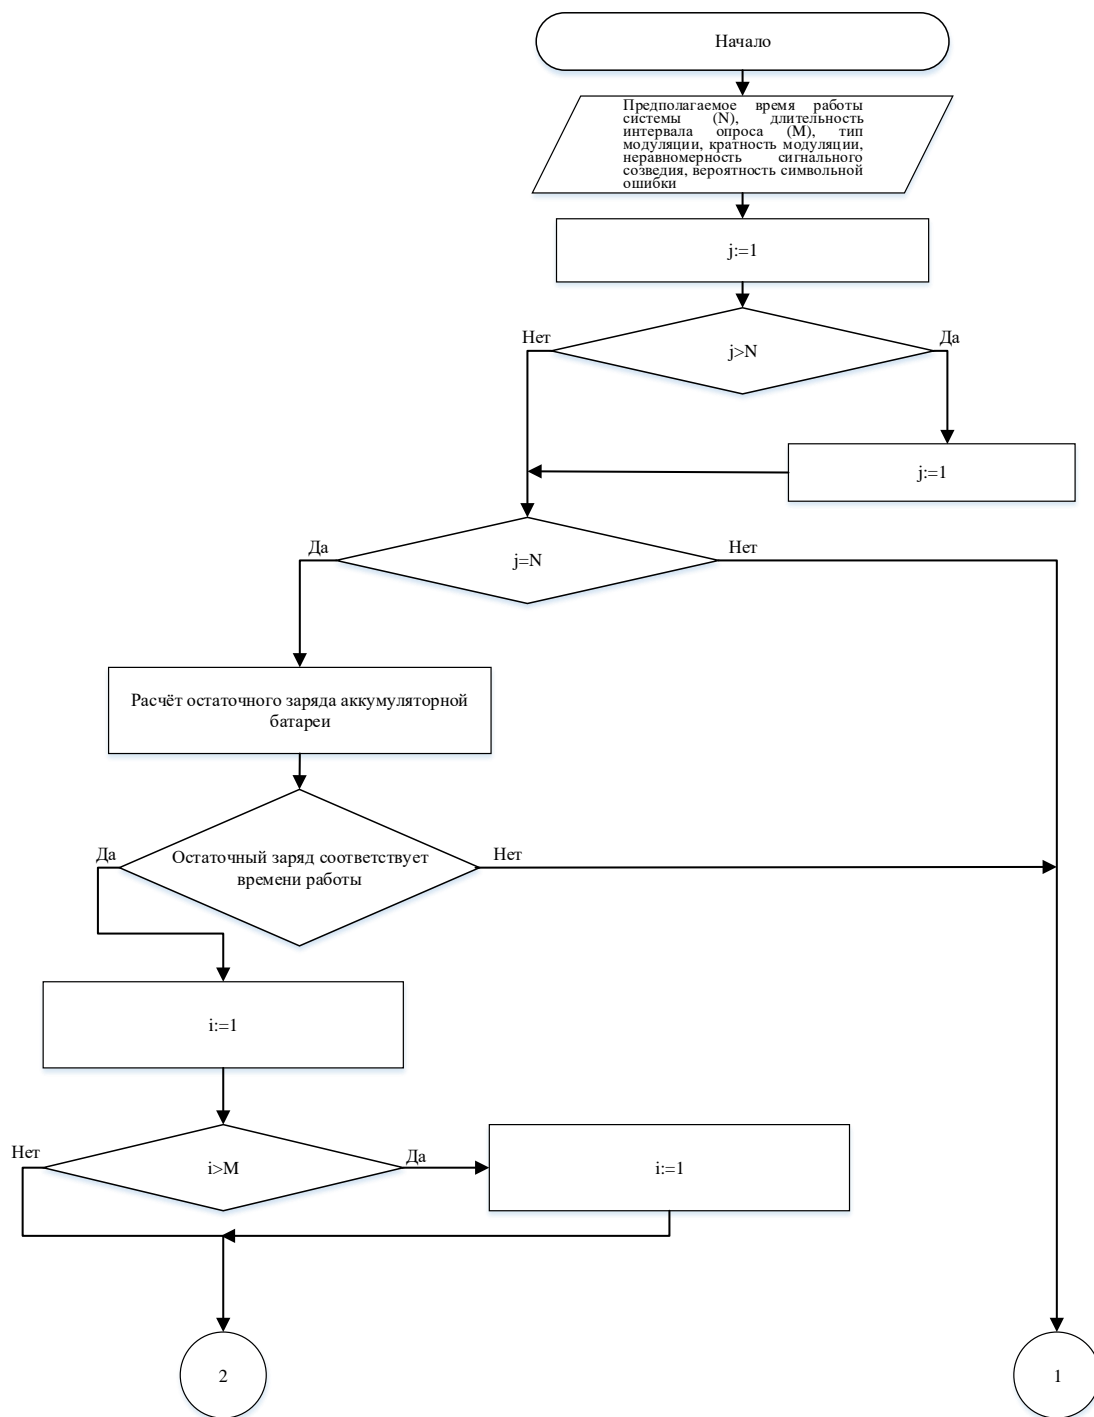 Начало
Предполагаемое время работы
системы (N), длительность
интервала опроса (M), тип
модуляции, кратность модуляции,
неравномерность сигнального
созведия, вероятность символьной
ошибки
j:=1
Нет
j>N
Да
j:=1
Да
j=N
Нет
Расчёт остаточного заряда аккумуляторной
батареи
Да
Остаточный заряд соответствует
времени работы
Нет
i:=1
Нет
i>M
Да
i:=1
2
1